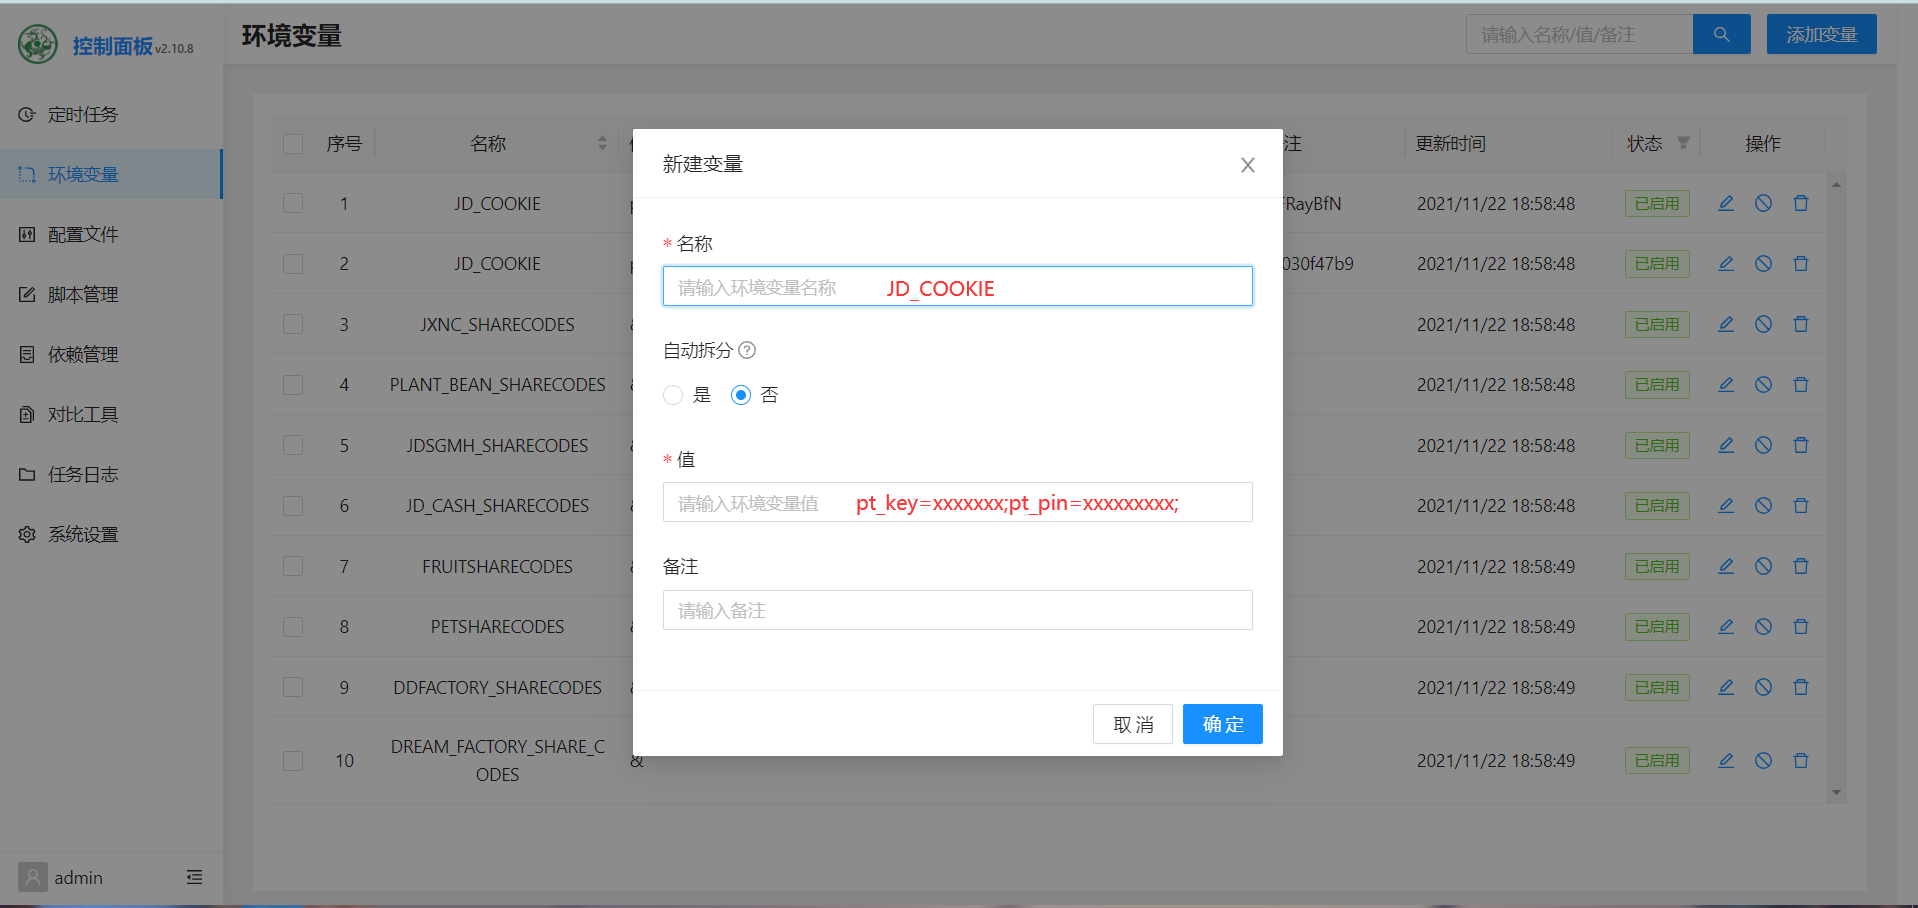 控制面板 v2.10.8
环境变量
请输入名称/值/备注
添加变量
定时任务
环境变量
配置文件
脚本管理
依赖管理
对比工具
任务日志
系统设置
admin
序号 名称 注 更新时间 状态 操作
1 JD_COOKIE RayBfN 2021/11/22 18:58:48 已启用
2 JD_COOKIE 030f47b9 2021/11/22 18:58:48 已启用
3 JXNC_SHARECODES 2021/11/22 18:58:48 已启用
4 PLANT_BEAN_SHARECODES 2021/11/22 18:58:48 已启用
5 JDSGMH_SHARECODES 2021/11/22 18:58:48 已启用
6 JD_CASH_SHARECODES 2021/11/22 18:58:48 已启用
7 FRUITSHARECODES 2021/11/22 18:58:49 已启用
8 PETSHARECODES 2021/11/22 18:58:49 已启用
9 DDFACTORY_SHARECODES 2021/11/22 18:58:49 已启用
10 DREAM_FACTORY_SHARE_C
ODES & 2021/11/22 18:58:49 已启用
新建变量
* 名称
请输入环境变量名称 JD_COOKIE
自动拆分
是 否
* 值
请输入环境变量值 pt_key=xxxxxxx;pt_pin=xxxxxxxxx;
备注
请输入备注
取 消 确 定